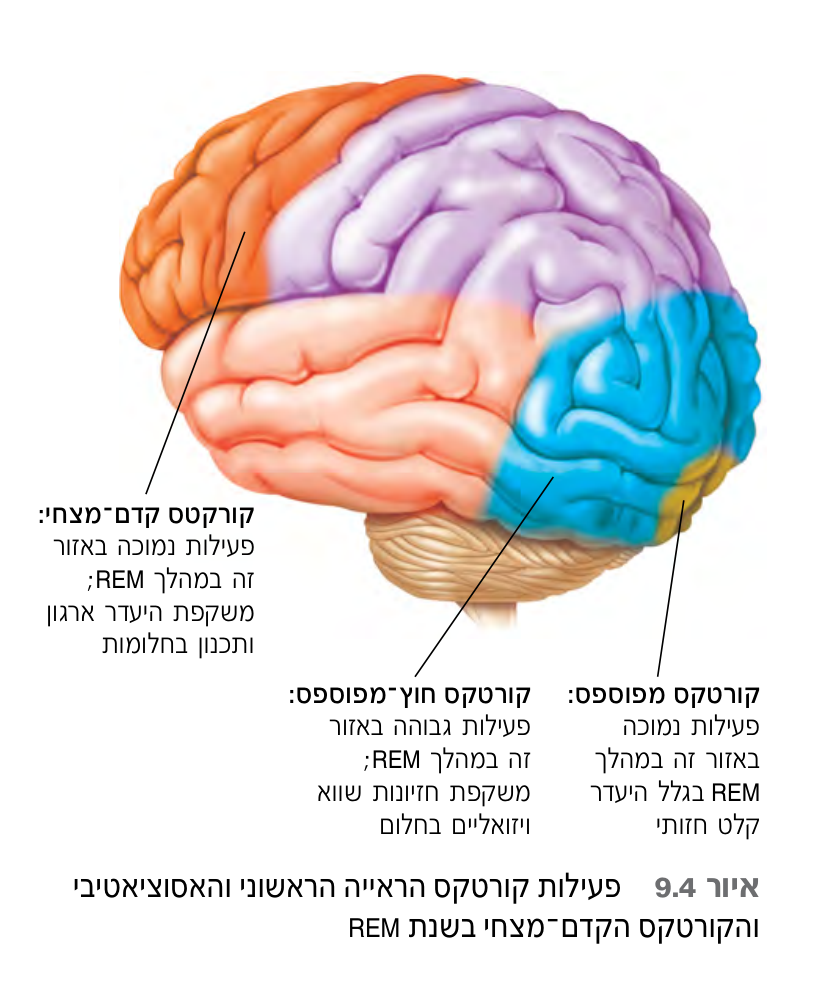 קורקטס קדם־מצחי:
פעילות נמוכה באזור
זה במהלך REM;
משקפת היעדר ארגון
ותכנון בחלומות
קורטקס מפוספס:
פעילות נמוכה
באזור זה במהלך
REM בגלל היעדר
קלט חזותי
קורטקס חוץ־מפוספס:
פעילות גבוהה באזור
זה במהלך REM;
משקפת חזיונות שווא
ויזואליים בחלום
איור 9.4 פעילות קורטקס הראייה הראשוני והאסוציאטיבי
והקורטקס הקדם־מצחי בשנת REM